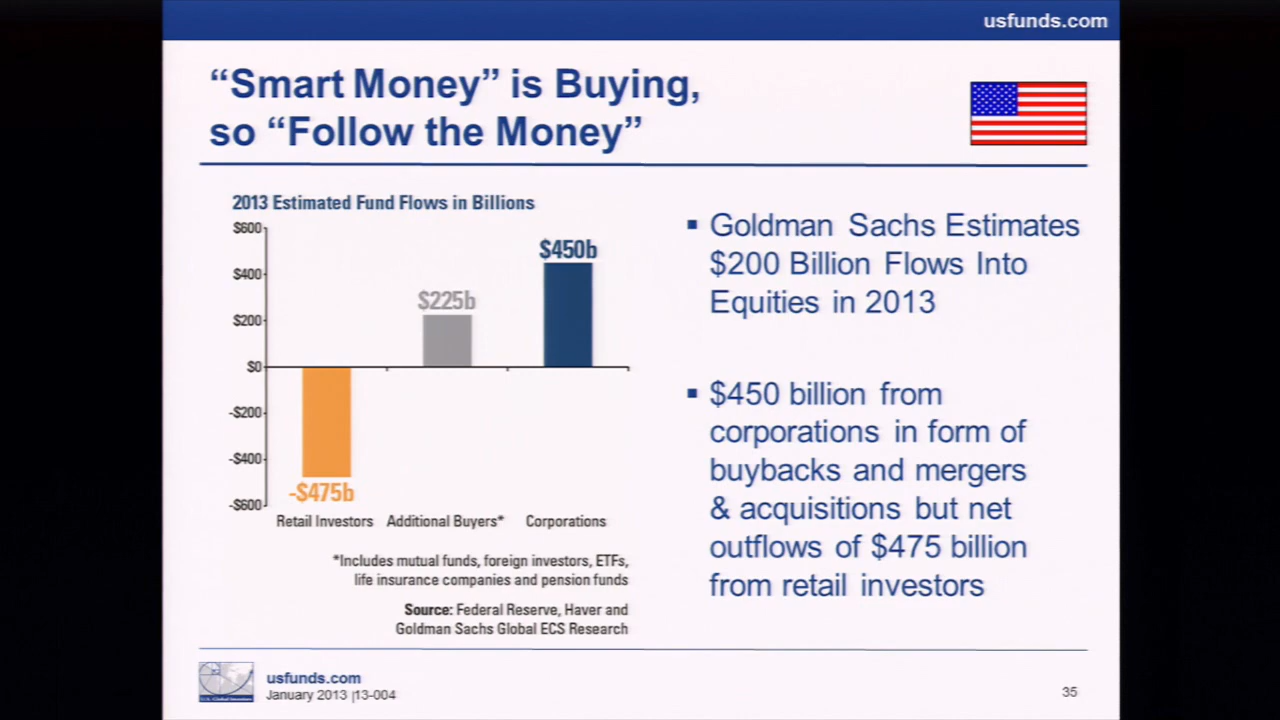 usfunds.com
“Smart Money” is Buying,
so “Follow the Money”
2013 Estimated Fund Flows in Billions
$600
$400
$200
$0
-$200
-$400
-$600
$450b
$225b
-$475b
Retail Investors Additional Buyers* Corporations
*Includes mutual funds, foreign investors, ETFs,
life insurance companies and pension funds
Source: Federal Reserve, Haver and
Goldman Sachs Global ECS Research
▪ Goldman Sachs Estimates
$200 Billion Flows Into
Equities in 2013
▪ $450 billion from
corporations in form of
buybacks and mergers
& acquisitions but net
outflows of $475 billion
from retail investors
U.S. Global Investors
usfunds.com
January 2013 |13-004
35